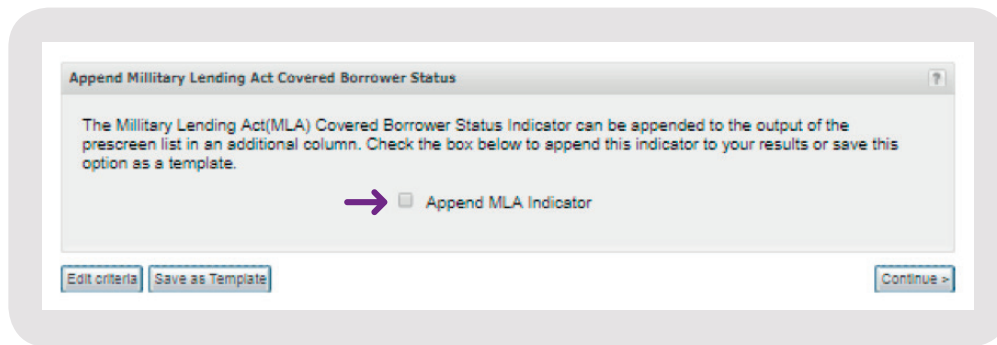 Append Millitary Lending Act Covered Borrower Status ?
The Millitary Lending Act(MLA) Covered Borrower Status Indicator can be appended to the output of the
prescreen list in an additional column. Check the box below to append this indicator to your results or save this
option as a template.
Append MLA Indicator
Edit criteria Save as Template Continue >